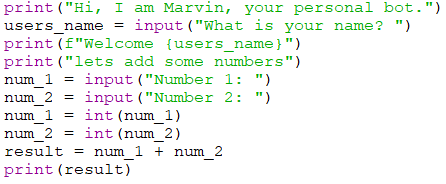 print("Hi, I am Marvin, your personal bot.")
users_name = input("What is your name? ")
print(f"Welcome {users_name}")
print("lets add some numbers")
num_1 = input("Number 1: ")
num_2 = input("Number 2: ")
num_1 = int(num_1)
num_2 = int(num_2)
result = num_1 + num_2
print(result)